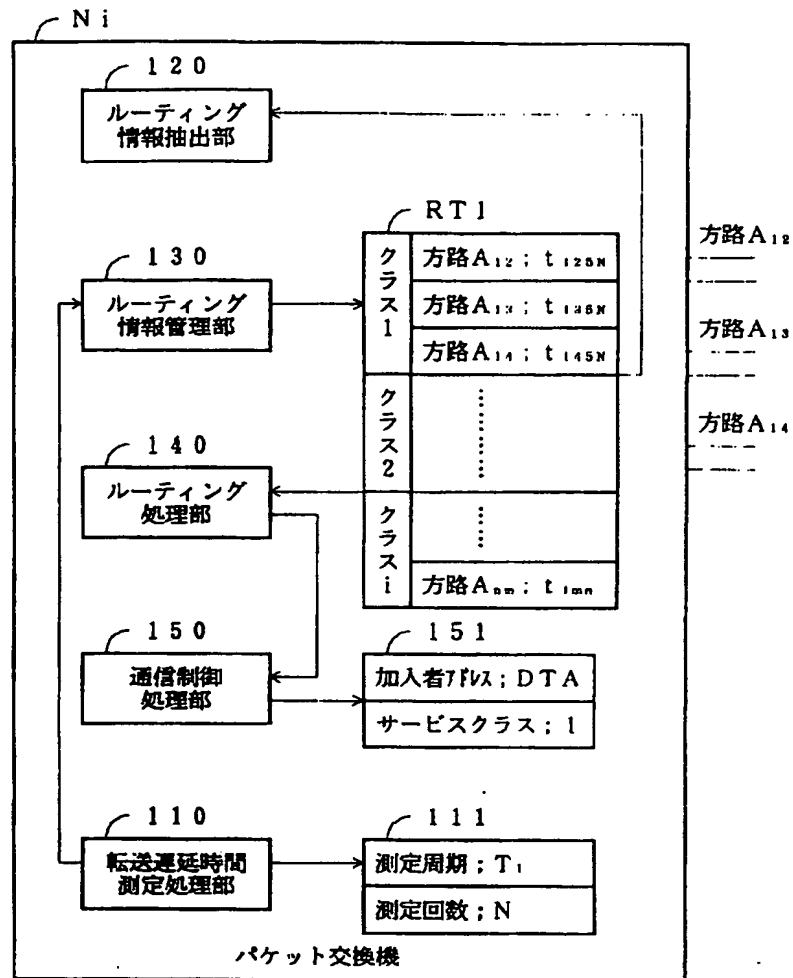 Ni
120
ルーティング
情報抽出部
RT1
方路A₁₂
130
ルーティング
情報管理部
クラス1
方路A₁₂；t₁₂₅N
方路A₁₃；t₁₃₅N
方路A₁₄；t₁₄₅N
方路A₁₃
方路A₁₄
クラス2
140
ルーティング
処理部
クラスi
方路Aₙₘ；t
150
通信制御
処理部
151
加入者アドレス；DTA
サービスクラス；1
110
転送遅延時間
測定処理部
111
測定周期；T₁
測定回数；N
パケット交換機